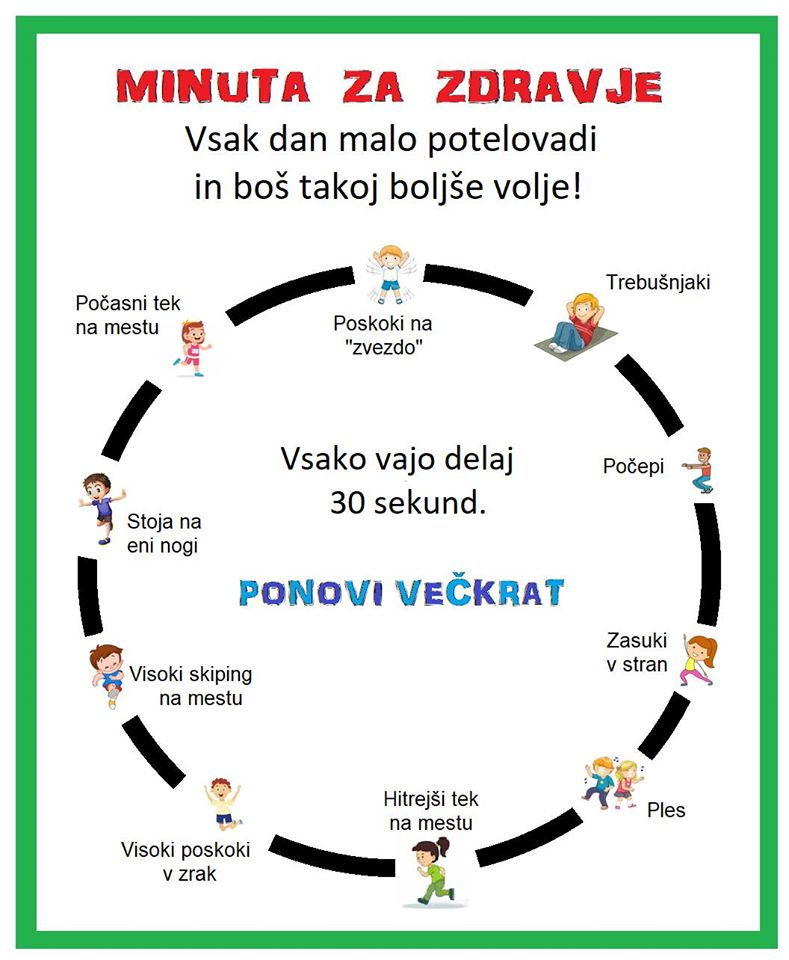 MINUTA ZA ZDRAVJE
Vsak dan malo potelovadi
in boš takoj boljše volje!
Poskoki na
"zvezdo"
Trebušnjaki
Počepi
Zasuki
v stran
Ples
Hitrejši tek
na mestu
Visoki poskoki
v zrak
Visoki skiping
na mestu
Stoja na
eni nogi
Počasni tek
na mestu
Vsako vajo delaj
30 sekund.
PONOVI VEČKRAT